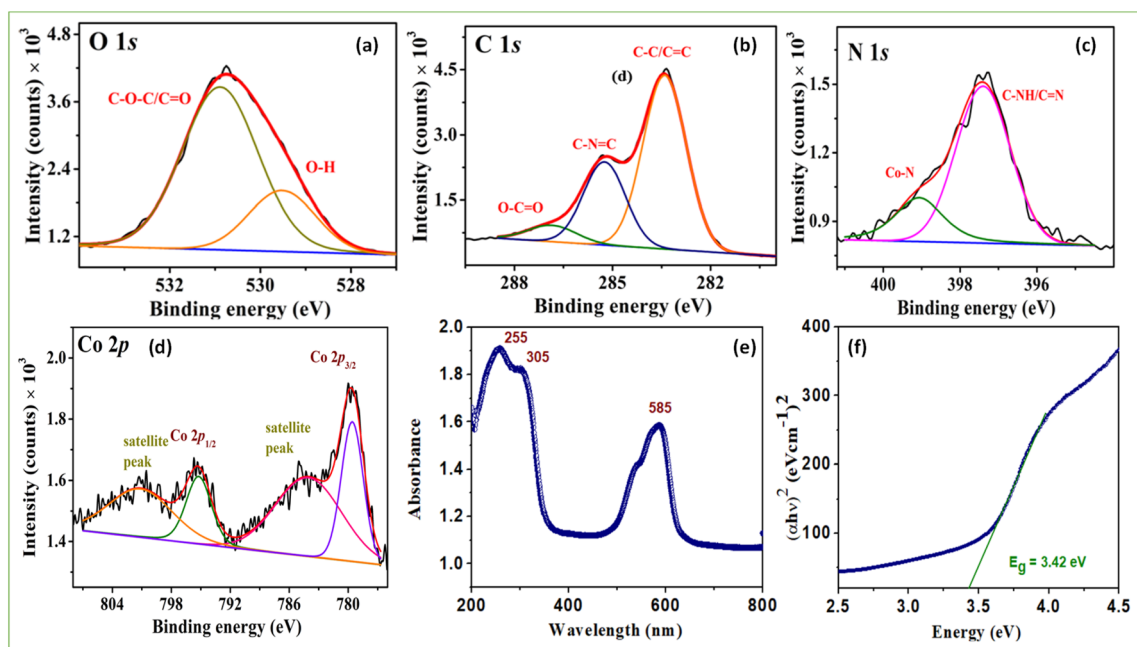 O 1s
(a)
C-O-C/C=O
O-H
Intensity (counts) × 10³
4.8
3.6
2.4
1.2
532
530
528
Binding energy (eV)
C 1s
(b)
C-C/C=C
(d)
C-N=C
O-C=O
Intensity (counts) × 10³
4.5
3.0
1.5
288
285
282
Binding energy (eV)
N 1s
(c)
C-NH/C=N
Co-N
Intensity (counts) × 10³
1.5
1.2
0.9
400
398
396
Binding energy (eV)
Co 2p
(d)
Co 2p₃/₂
satellite
peak
Co 2p₁/₂
satellite
peak
Intensity (counts) × 10³
2.0
1.8
1.6
1.4
804
798
792
786
780
Binding energy (eV)
(e)
255
305
585
Absorbance
2.0
1.8
1.6
1.4
1.2
1.0
200
400
600
800
Wavelength (nm)
(f)
(αhν)² (eVcm⁻¹)²
400
300
200
100
E_g = 3.42 eV
2.5
3.0
3.5
4.0
4.5
Energy (eV)